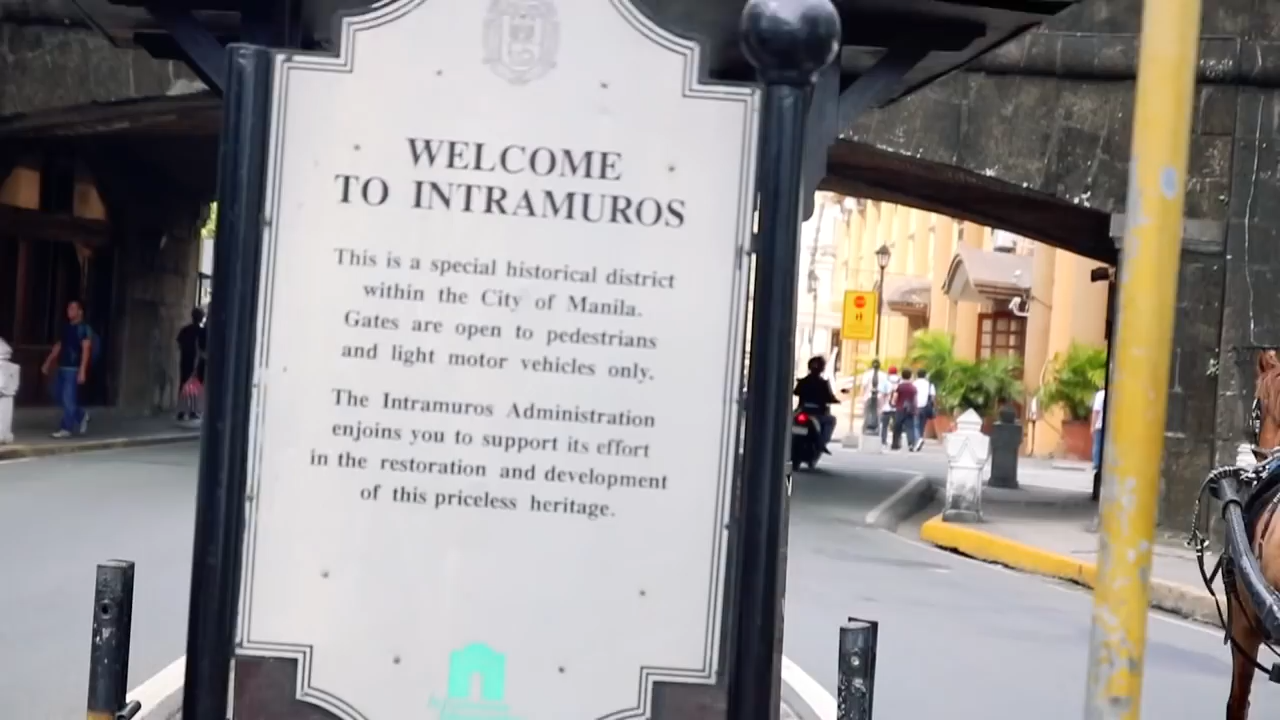 WELCOME
TO INTRAMUROS
This is a special historical district
within the City of Manila.
Gates are open to pedestrians
and light motor vehicles only.
The Intramuros Administration
enjoins you to support its effort
in the restoration and development
of this priceless heritage.